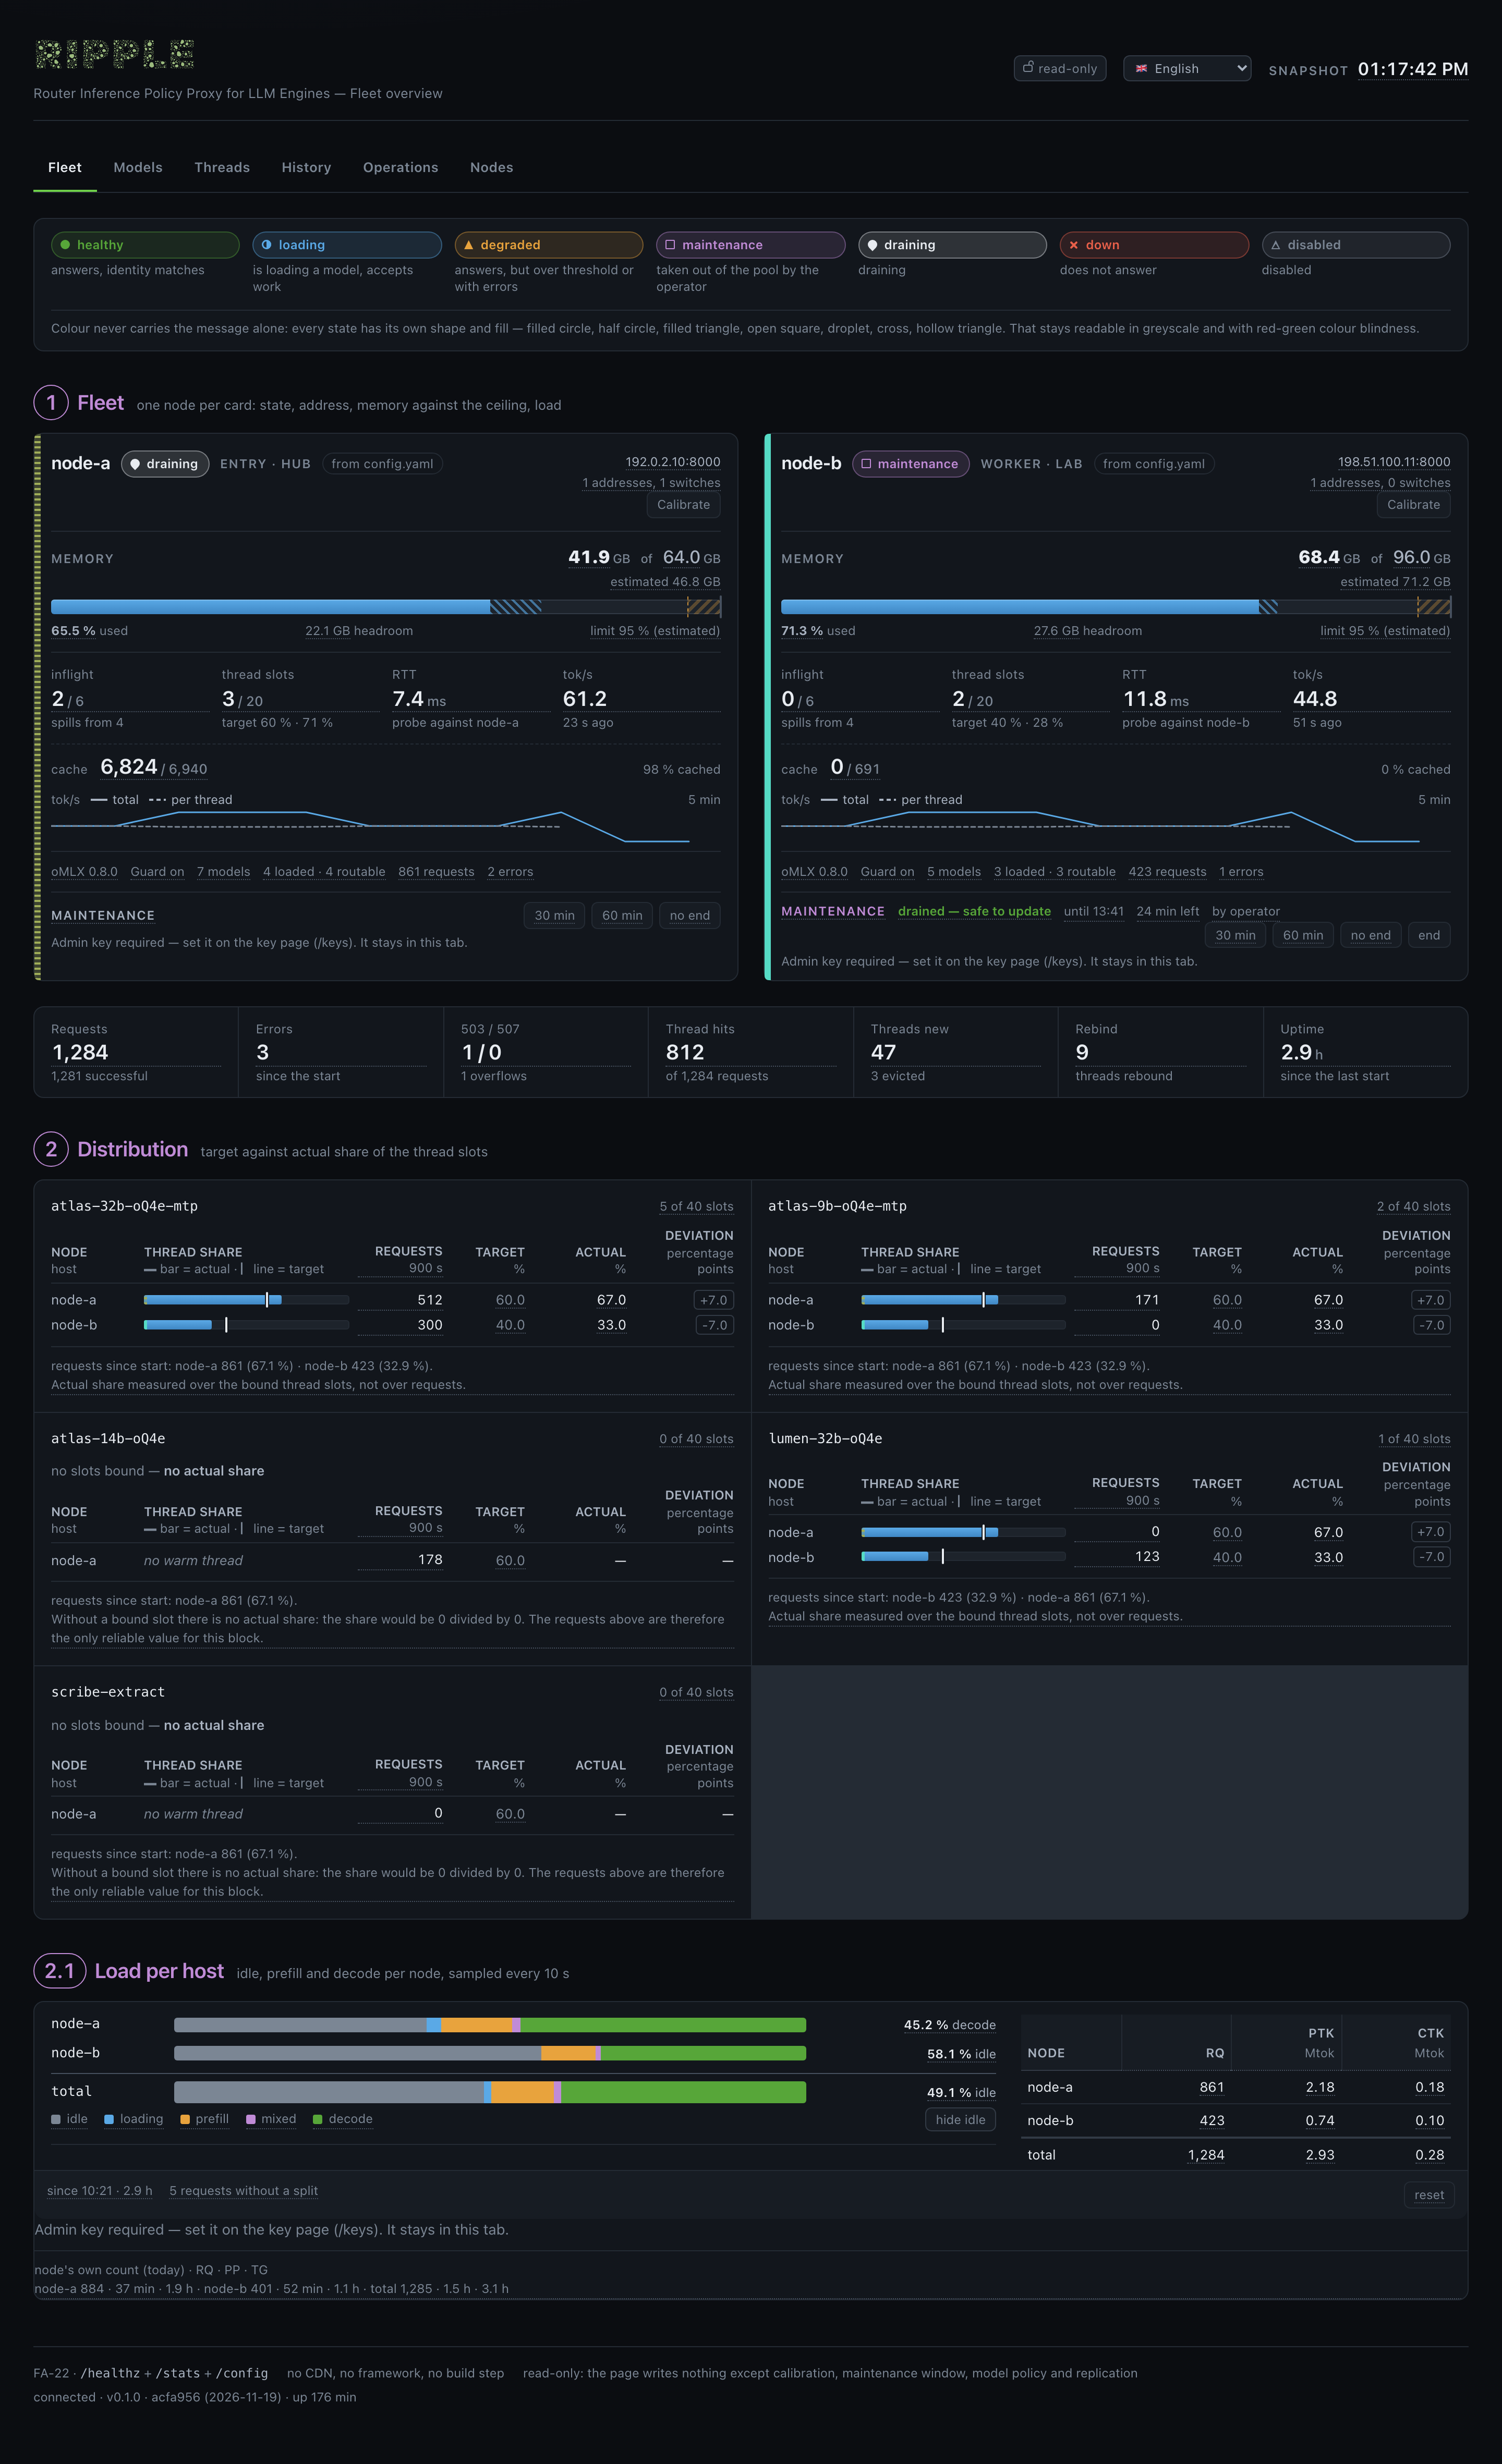 RIPPLE
Router Inference Policy Proxy for LLM Engines — Fleet overview
read-only
English
SNAPSHOT 01:17:42 PM
Fleet Models Threads History Operations Nodes
healthy
answers, identity matches
loading
is loading a model, accepts
work
degraded
answers, but over threshold or
with errors
maintenance
taken out of the pool by the
operator
draining
draining
down
does not answer
disabled
disabled
Colour never carries the message alone: every state has its own shape and fill — filled circle, half circle, filled triangle, open square, droplet, cross, hollow triangle. That stays readable in greyscale and with red-green colour blindness.
1 Fleet one node per card: state, address, memory against the ceiling, load
node-a draining ENTRY · HUB from config.yaml 192.0.2.10:8000
1 addresses, 1 switches
Calibrate
MEMORY 41.9 GB of 64.0 GB
estimated 46.8 GB
65.5 % used 22.1 GB headroom limit 95 % (estimated)
inflight thread slots RTT tok/s
2 / 6 3 / 20 7.4 ms 61.2
spills from 4 target 60 % · 71 % probe against node-a 23 s ago
cache 6,824 / 6,940 98 % cached
tok/s total per thread 5 min
oMLX 0.8.0 Guard on 7 models 4 loaded · 4 routable 861 requests 2 errors
MAINTENANCE 30 min 60 min no end
Admin key required — set it on the key page (/keys). It stays in this tab.
node-b maintenance WORKER · LAB from config.yaml 198.51.100.11:8000
1 addresses, 0 switches
Calibrate
MEMORY 68.4 GB of 96.0 GB
estimated 71.2 GB
71.3 % used 27.6 GB headroom limit 95 % (estimated)
inflight thread slots RTT tok/s
0 / 6 2 / 20 11.8 ms 44.8
spills from 4 target 40 % · 28 % probe against node-b 51 s ago
cache 0 / 691 0 % cached
tok/s total per thread 5 min
oMLX 0.8.0 Guard on 5 models 3 loaded · 3 routable 423 requests 1 errors
MAINTENANCE drained — safe to update until 13:41 24 min left by operator
30 min 60 min no end end
Admin key required — set it on the key page (/keys). It stays in this tab.
Requests Errors 503 / 507 Thread hits Threads new Rebind Uptime
1,284 3 1 / 0 812 47 9 2.9 h
1,281 successful since the start 1 overflows of 1,284 requests 3 evicted threads rebound since the last start
2 Distribution target against actual share of the thread slots
atlas-32b-oQ4e-mtp 5 of 40 slots
NODE THREAD SHARE REQUESTS TARGET ACTUAL DEVIATION
host bar = actual · | line = target 900 s % % percentage points
node-a 512 60.0 67.0 +7.0
node-b 300 40.0 33.0 -7.0
requests since start: node-a 861 (67.1 %) · node-b 423 (32.9 %).
Actual share measured over the bound thread slots, not over requests.
atlas-9b-oQ4e-mtp 2 of 40 slots
NODE THREAD SHARE REQUESTS TARGET ACTUAL DEVIATION
host bar = actual · | line = target 900 s % % percentage points
node-a 171 60.0 67.0 +7.0
node-b 0 40.0 33.0 -7.0
requests since start: node-a 861 (67.1 %) · node-b 423 (32.9 %).
Actual share measured over the bound thread slots, not over requests.
atlas-14b-oQ4e 0 of 40 slots
no slots bound — no actual share
NODE THREAD SHARE REQUESTS TARGET ACTUAL DEVIATION
host bar = actual · | line = target 900 s % % percentage points
node-a no warm thread 178 60.0 — —
requests since start: node-a 861 (67.1 %).
Without a bound slot there is no actual share: the share would be 0 divided by 0. The requests above are therefore
the only reliable value for this block.
lumen-32b-oQ4e 1 of 40 slots
NODE THREAD SHARE REQUESTS TARGET ACTUAL DEVIATION
host bar = actual · | line = target 900 s % % percentage points
node-a 0 60.0 67.0 +7.0
node-b 123 40.0 33.0 -7.0
requests since start: node-b 423 (32.9 %) · node-a 861 (67.1 %).
Actual share measured over the bound thread slots, not over requests.
scribe-extract 0 of 40 slots
no slots bound — no actual share
NODE THREAD SHARE REQUESTS TARGET ACTUAL DEVIATION
host bar = actual · | line = target 900 s % % percentage points
node-a no warm thread 0 60.0 — —
requests since start: node-a 861 (67.1 %).
Without a bound slot there is no actual share: the share would be 0 divided by 0. The requests above are therefore
the only reliable value for this block.
2.1 Load per host idle, prefill and decode per node, sampled every 10 s
node-a 45.2 % decode
node-b 58.1 % idle
total 49.1 % idle
idle loading prefill mixed decode hide idle
NODE RQ PTK Mtok CTK Mtok
node-a 861 2.18 0.18
node-b 423 0.74 0.10
total 1,284 2.93 0.28
since 10:21 · 2.9 h 5 requests without a split reset
Admin key required — set it on the key page (/keys). It stays in this tab.
node's own count (today) · RQ · PP · TG
node-a 884 · 37 min · 1.9 h · node-b 401 · 52 min · 1.1 h · total 1,285 · 1.5 h · 3.1 h
FA-22 · /healthz + /stats + /config no CDN, no framework, no build step read-only: the page writes nothing except calibration, maintenance window, model policy and replication
connected · v0.1.0 · acfa956 (2026-11-19) · up 176 min